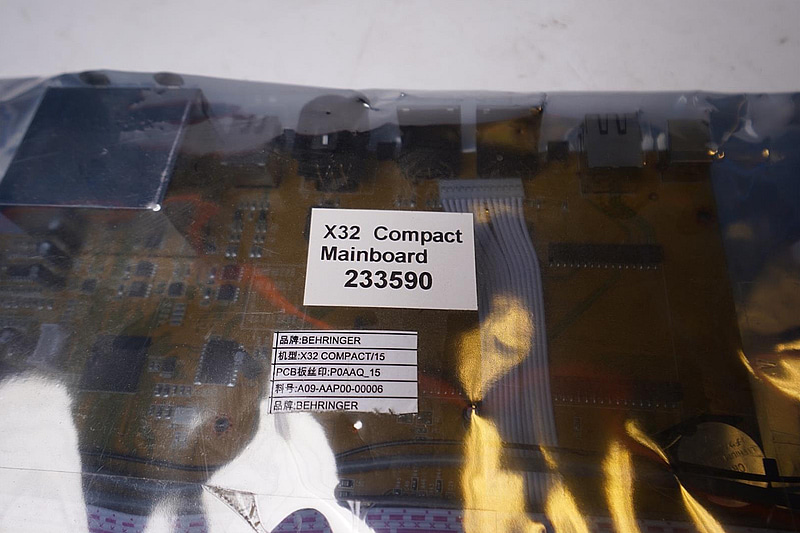 X32 Compact
Mainboard
233590
品牌:BEHRINGER
机型:X32 COMPACT/15
PCB板丝印:P0AAQ_15
料号:A09-AAP00-00006
品牌:BEHRINGER